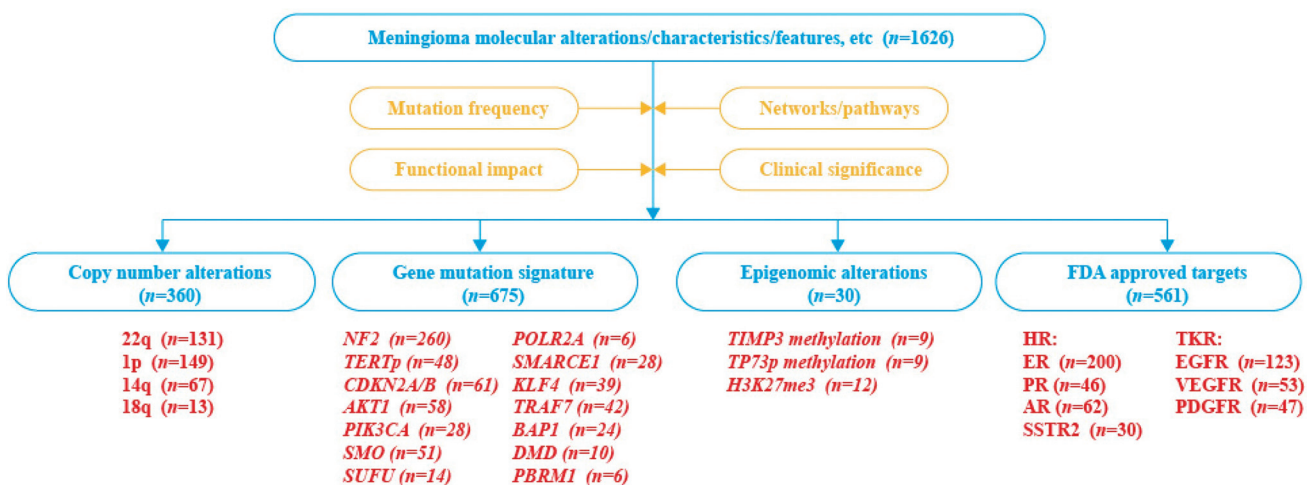 Meningioma molecular alterations/characteristics/features, etc (n=1626)
Mutation frequency
Networks/pathways
Functional impact
Clinical significance
Copy number alterations
(n=360)
22q (n=131)
1p (n=149)
14q (n=67)
18q (n=13)
Gene mutation signature
(n=675)
NF2 (n=260)
TERTp (n=48)
CDKN2A/B (n=61)
AKT1 (n=58)
PIK3CA (n=28)
SMO (n=51)
SUFU (n=14)
POLR2A (n=6)
SMARCE1 (n=28)
KLF4 (n=39)
TRAF7 (n=42)
BAP1 (n=24)
DMD (n=10)
PBRM1 (n=6)
Epigenomic alterations
(n=30)
TIMP3 methylation (n=9)
TP73p methylation (n=9)
H3K27me3 (n=12)
FDA approved targets
(n=561)
HR:
ER (n=200)
PR (n=46)
AR (n=62)
SSTR2 (n=30)
TKR:
EGFR (n=123)
VEGFR (n=53)
PDGFR (n=47)